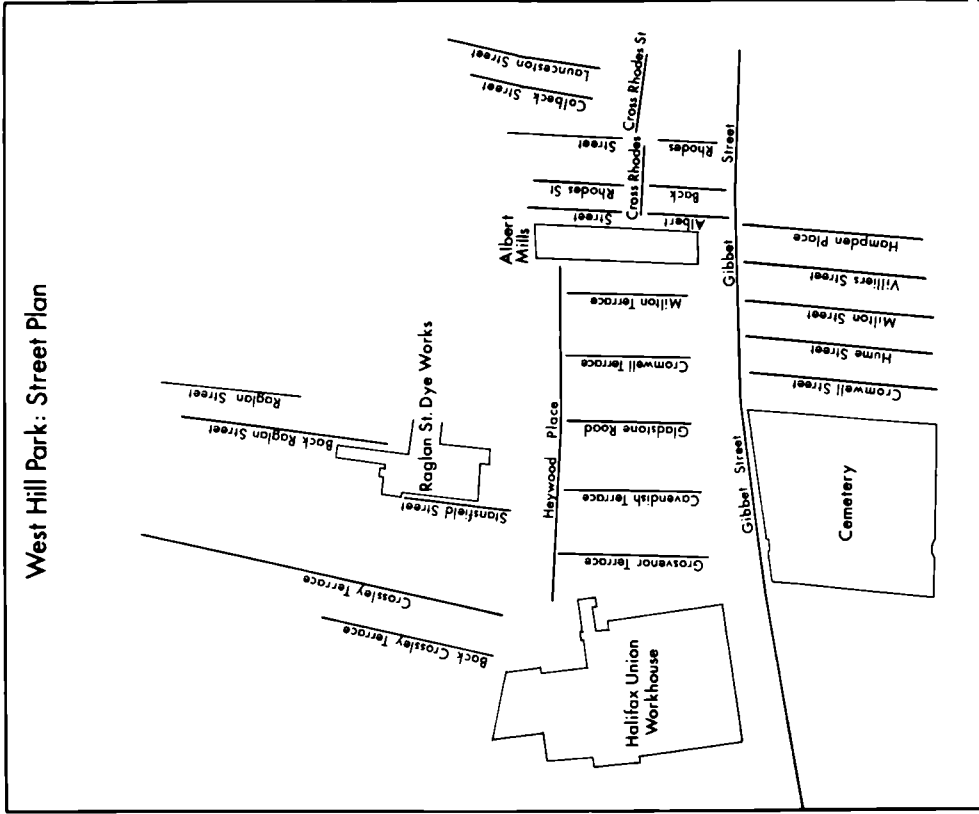 West Hill Park: Street Plan
Launceston Street
Colbeck Street
Cross Rhodes St
Cross Rhodes
Street
Rhodes
Street
Rhodes St
Back
Street
Albert
Albert
Mills
Raglan Street
Back Raglan Street
Raglan St. Dye Works
Stansfield Street
Crossley Terrace
Back Crossley Terrace
Heywood Place
Milton Terrace
Cromwell Terrace
Gladstone Road
Cavendish Terrace
Grosvenor Terrace
Halifax Union
Workhouse
Gibbet
Gibbet Street
Hampden Place
Villiers Street
Milton Street
Hume Street
Cromwell Street
Cemetery